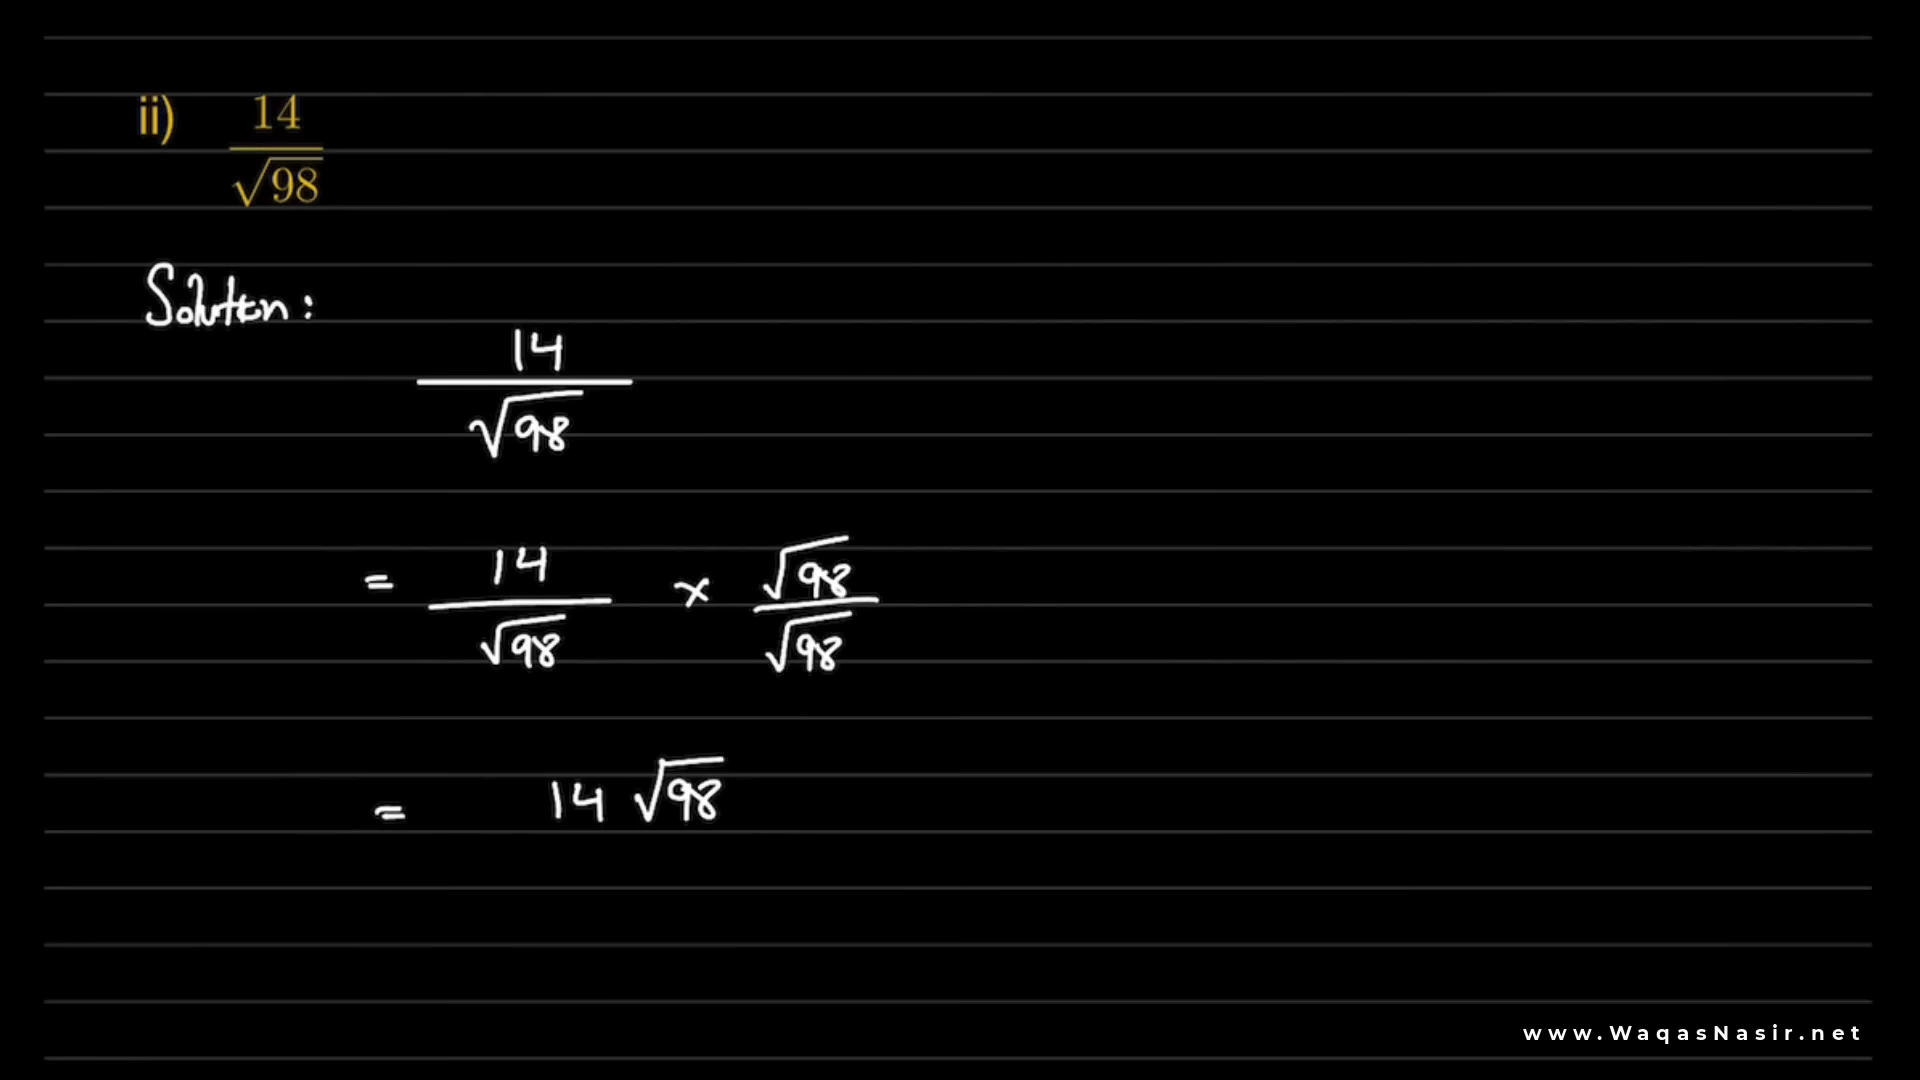 ii) 14/√98
Solution:
14/√98
= 14/√98 × √98/√98
= 14 √98
www.WaqasNasir.net